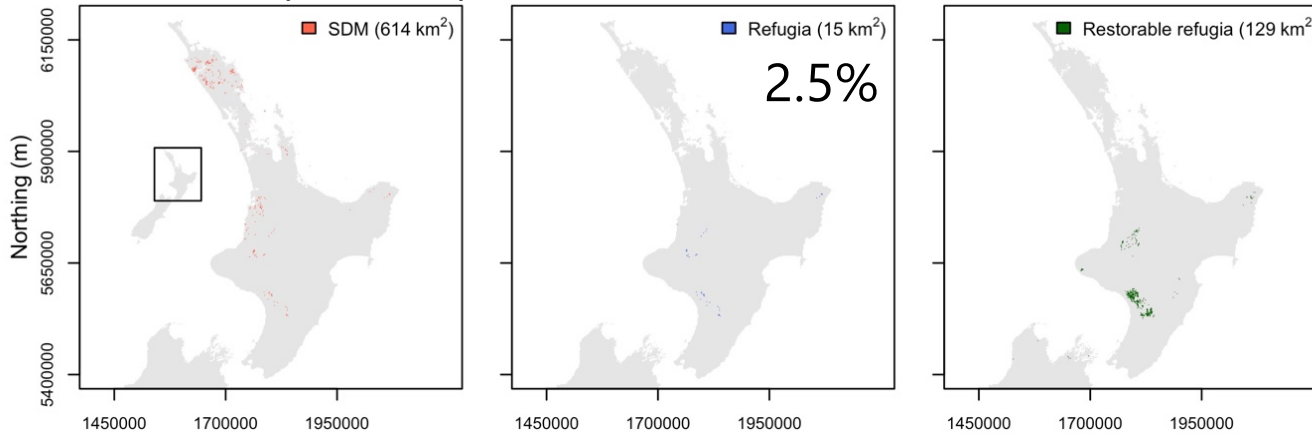 SDM (614 km²)
Refugia (15 km²)
Restorable refugia (129 km²
2.5%
Northing (m)
6150000
5900000
5650000
5400000
1450000 1700000 1950000
1450000 1700000 1950000
1450000 1700000 1950000